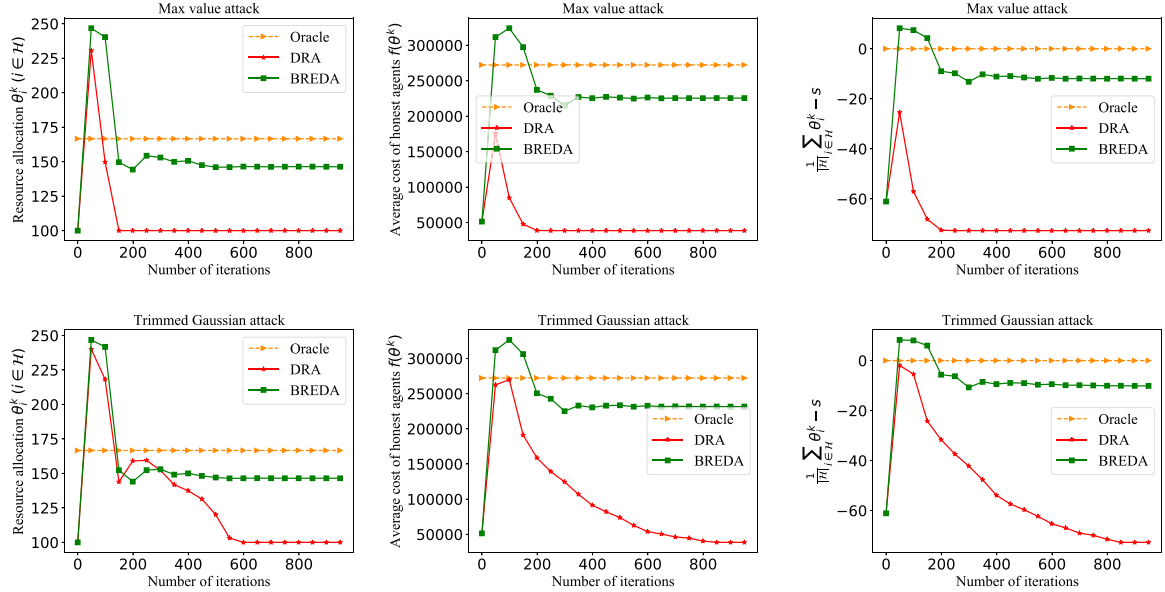 Max value attack
Resource allocation θ_i^k (i ∈ ℋ)
250
225
200
175
150
125
100
0 200 400 600 800
Number of iterations
Oracle
DRA
BREDA
Max value attack
Average cost of honest agents f(θ^k)
300000
250000
200000
150000
100000
50000
0 200 400 600 800
Number of iterations
Oracle
DRA
BREDA
Max value attack
1/|ℋ| ∑_{i∈ℋ} θ_i^k − s
0
−20
−40
−60
0 200 400 600 800
Number of iterations
Oracle
DRA
BREDA
Trimmed Gaussian attack
Resource allocation θ_i^k (i ∈ ℋ)
250
225
200
175
150
125
100
0 200 400 600 800
Number of iterations
Oracle
DRA
BREDA
Trimmed Gaussian attack
Average cost of honest agents f(θ^k)
300000
250000
200000
150000
100000
50000
0 200 400 600 800
Number of iterations
Oracle
DRA
BREDA
Trimmed Gaussian attack
1/|ℋ| ∑_{i∈ℋ} θ_i^k − s
0
−20
−40
−60
0 200 400 600 800
Number of iterations
Oracle
DRA
BREDA